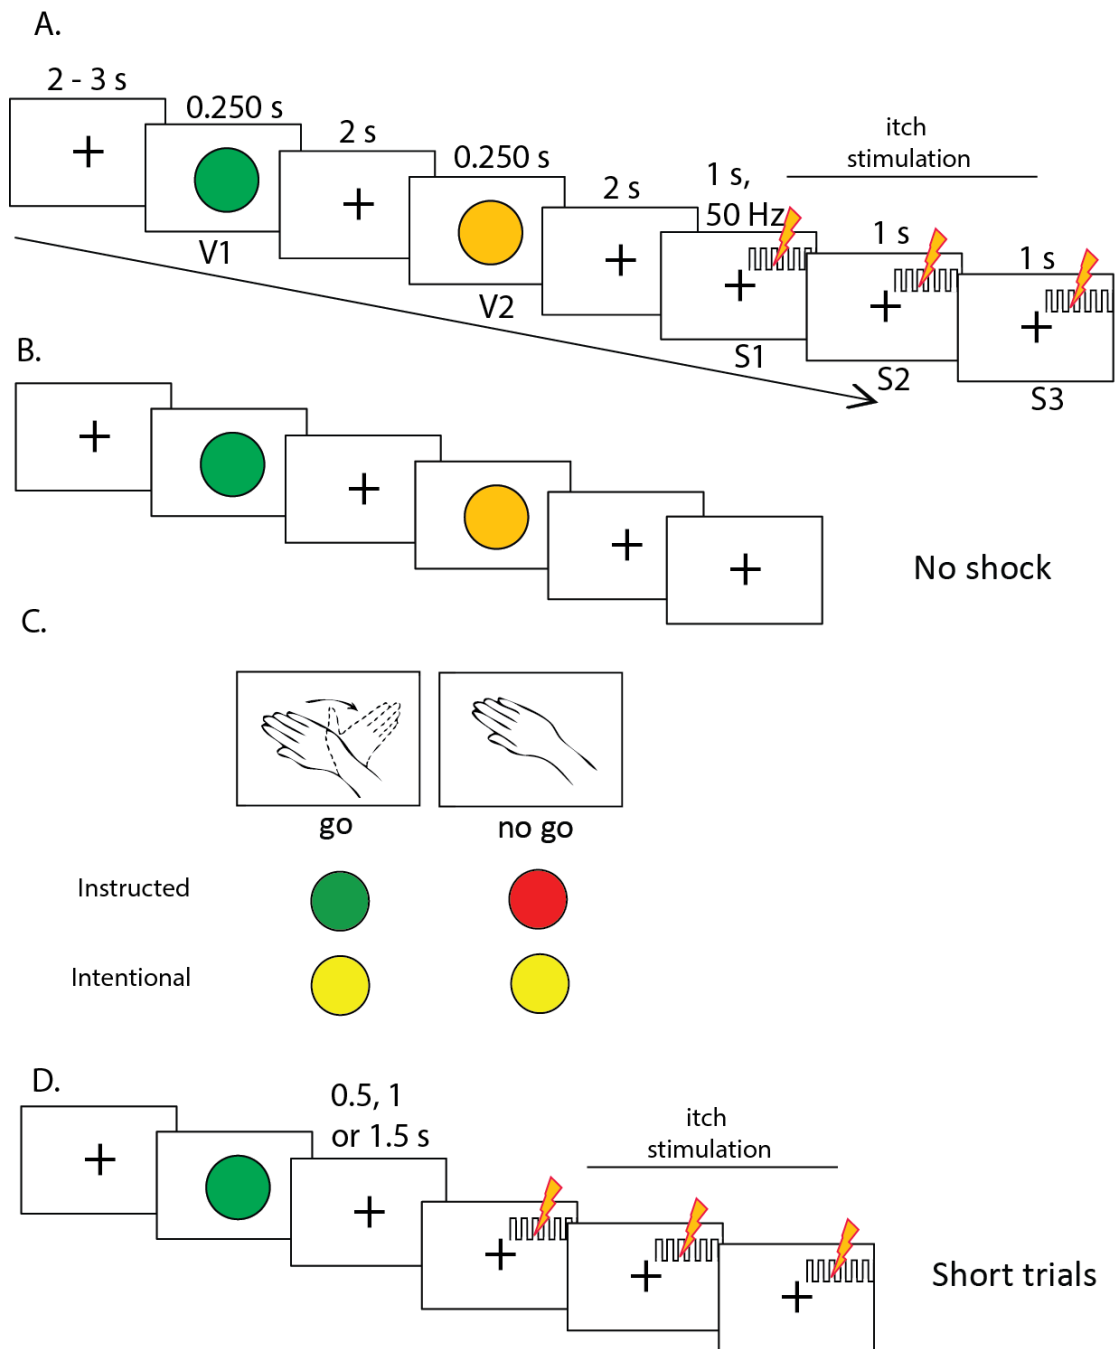 A.
2 - 3 s
0.250 s
2 s
0.250 s
2 s
1 s,
50 Hz
itch
stimulation
1 s
1 s
V1
V2
S1
S2
S3
B.
No shock
C.
go
no go
Instructed
Intentional
D.
0.5, 1
or 1.5 s
itch
stimulation
Short trials